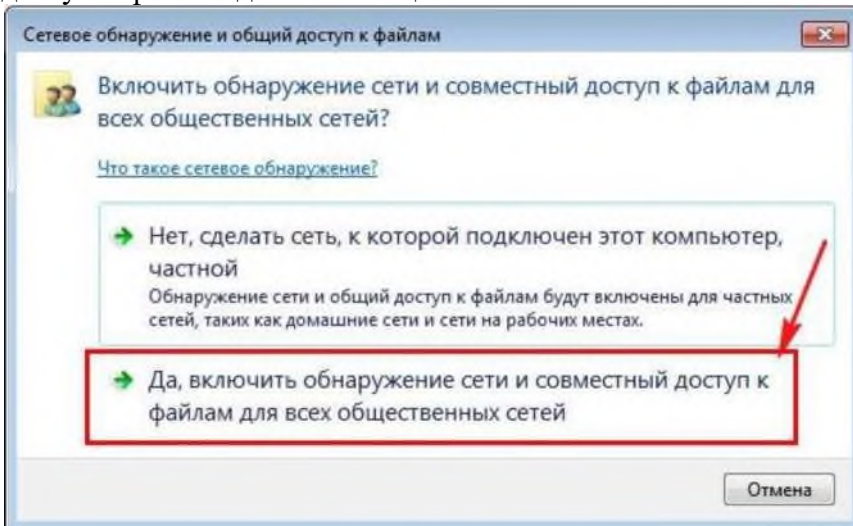 Сетевое обнаружение и общий доступ к файлам
Включить обнаружение сети и совместный доступ к файлам для
всех общественных сетей?
Что такое сетевое обнаружение?
Нет, сделать сеть, к которой подключен этот компьютер,
частной
Обнаружение сети и общий доступ к файлам будут включены для частных
сетей, таких как домашние сети и сети на рабочих местах.
Да, включить обнаружение сети и совместный доступ к
файлам для всех общественных сетей
Отмена